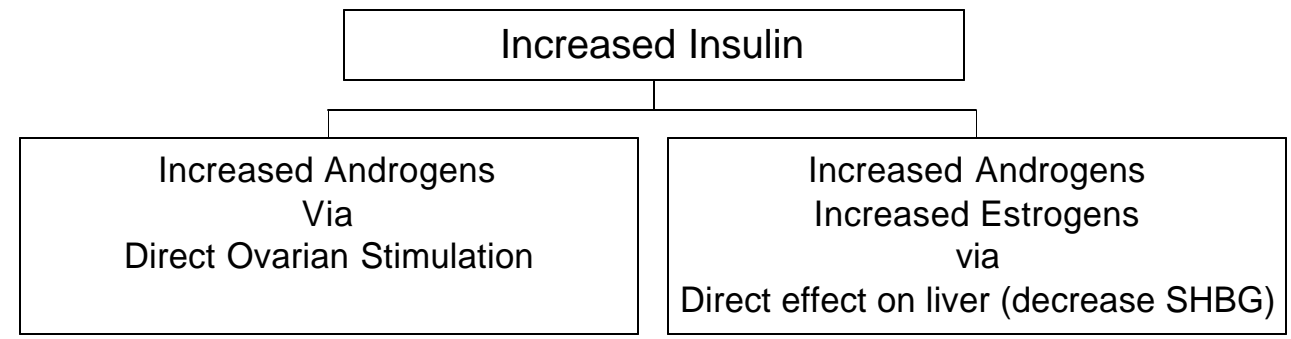 Increased Insulin
Increased Androgens
Via
Direct Ovarian Stimulation
Increased Androgens
Increased Estrogens
via
Direct effect on liver (decrease SHBG)